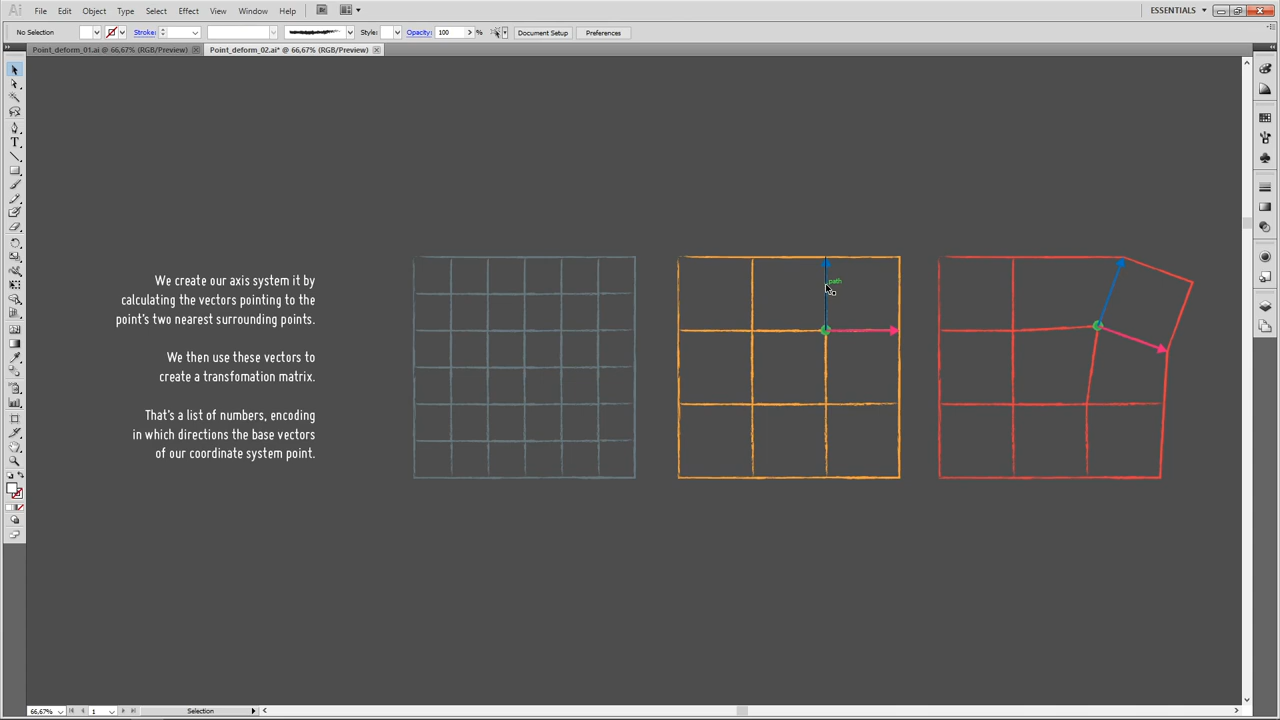 Ai File Edit Object Type Select Effect View Window Help ESSENTIALS
No Selection Stroke: Style: Opacity: 100 % Document Setup Preferences
Point_deform_01.ai @ 66,67% (RGB/Preview) Point_deform_02.ai* @ 66,67% (RGB/Preview)
path
We create our axis system it by
calculating the vectors pointing to the
point's two nearest surrounding points.
We then use these vectors to
create a transfomation matrix.
That's a list of numbers, encoding
in which directions the base vectors
of our coordinate system point.
66,67% 1 Selection